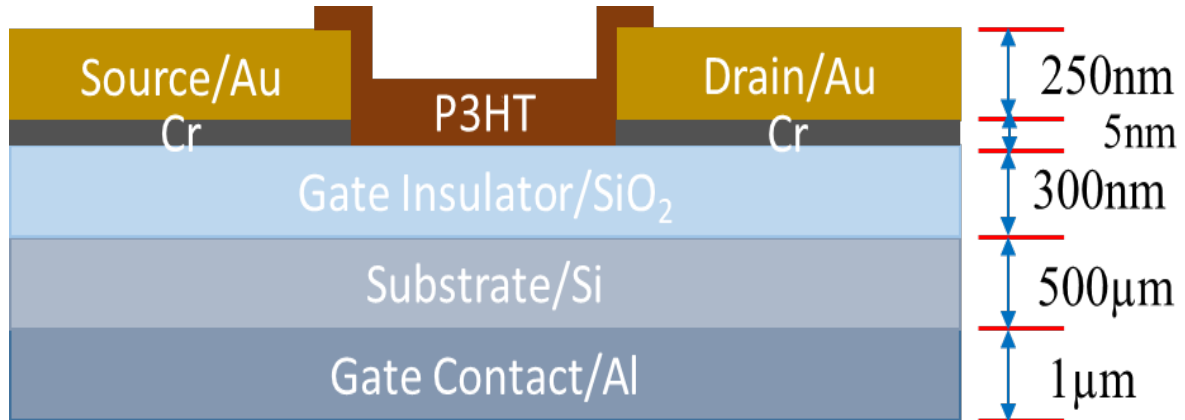 Source/Au
P3HT
Drain/Au
250nm
Cr
Cr
5nm
Gate Insulator/SiO₂
300nm
Substrate/Si
500μm
Gate Contact/Al
1μm